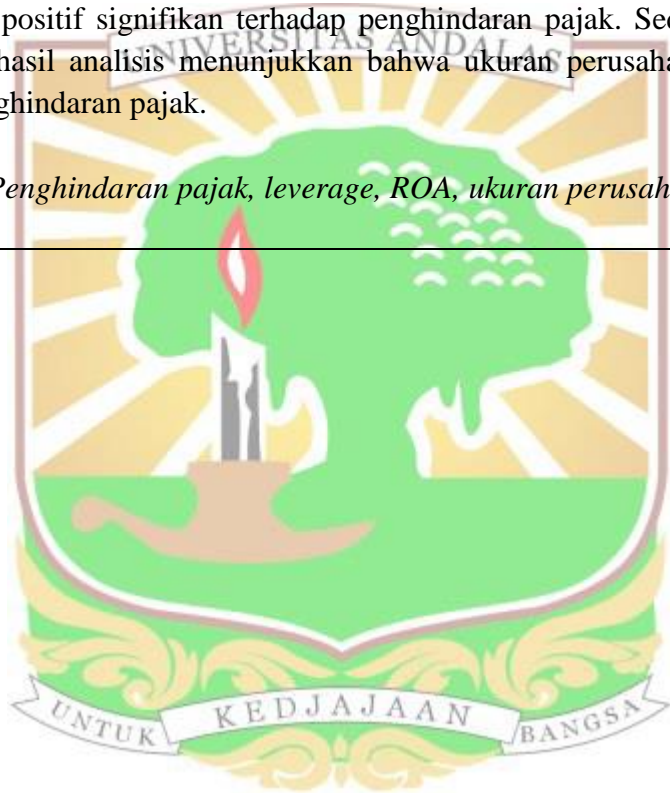 positif signifikan terhadap penghindaran pajak. Sec
UNIVERSITAS ANDALAS
hasil analisis menunjukkan bahwa ukuran perusaha
ghindaran pajak.
Penghindaran pajak, leverage, ROA, ukuran perusah
UNTUK KEDJAJAAN BANGSA